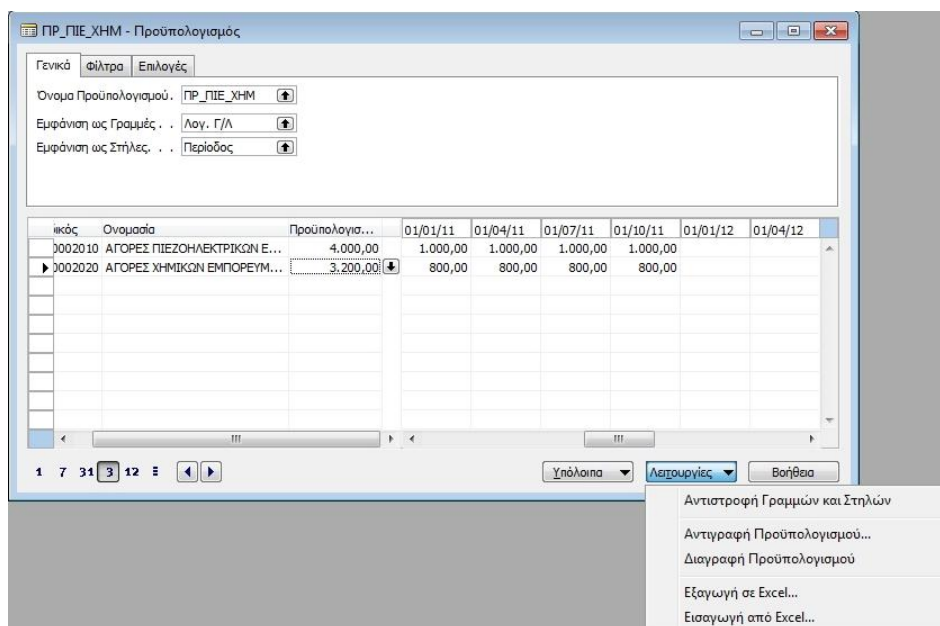 ΠΡ_ΠΙΕ_ΧΗΜ - Προϋπολογισμός
Γενικά Φίλτρα Επιλογές
Όνομα Προϋπολογισμού. ΠΡ_ΠΙΕ_ΧΗΜ
Εμφάνιση ως Γραμμές . . Λογ. Γ/Λ
Εμφάνιση ως Στήλες. . . Περίοδος
ικός Ονομασία Προϋπολογισ... 01/01/11 01/04/11 01/07/11 01/10/11 01/01/12 01/04/12
0002010 ΑΓΟΡΕΣ ΠΙΕΖΟΗΛΕΚΤΡΙΚΩΝ Ε... 4.000,00 1.000,00 1.000,00 1.000,00 1.000,00
0002020 ΑΓΟΡΕΣ ΧΗΜΙΚΩΝ ΕΜΠΟΡΕΥΜ... 3.200,00 800,00 800,00 800,00 800,00
1 7 31 3 12 Υπόλοιπα Λειτουργίες Βοήθεια
Αντιστροφή Γραμμών και Στηλών
Αντιγραφή Προϋπολογισμού...
Διαγραφή Προϋπολογισμού
Εξαγωγή σε Excel...
Εισαγωγή από Excel...